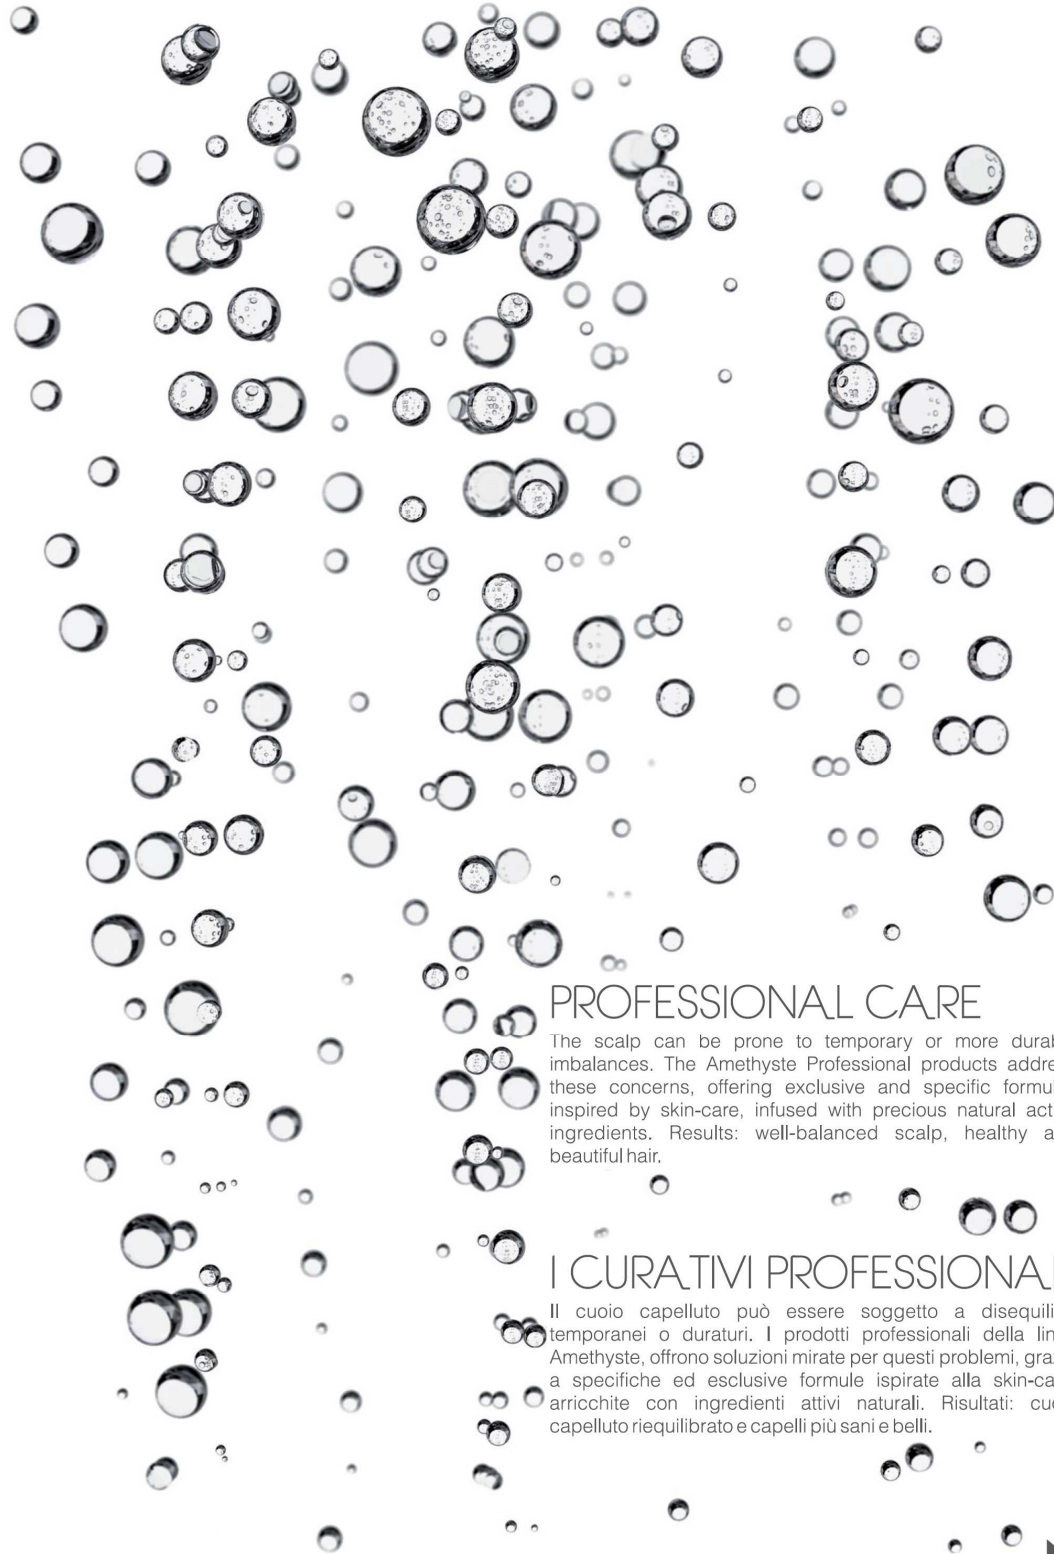 PROFESSIONAL CARE
The scalp can be prone to temporary or more durab
imbalances. The Amethyste Professional products addre
these concerns, offering exclusive and specific formul
inspired by skin-care, infused with precious natural acti
ingredients. Results: well-balanced scalp, healthy a
beautiful hair.
I CURATIVI PROFESSIONA
Il cuoio capelluto può essere soggetto a disequili
temporanei o duraturi. I prodotti professionali della lin
Amethyste, offrono soluzioni mirate per questi problemi, graz
a specifiche ed esclusive formule ispirate alla skin-ca
arricchite con ingredienti attivi naturali. Risultati: cuo
capelluto riequilibrato e capelli più sani e belli.